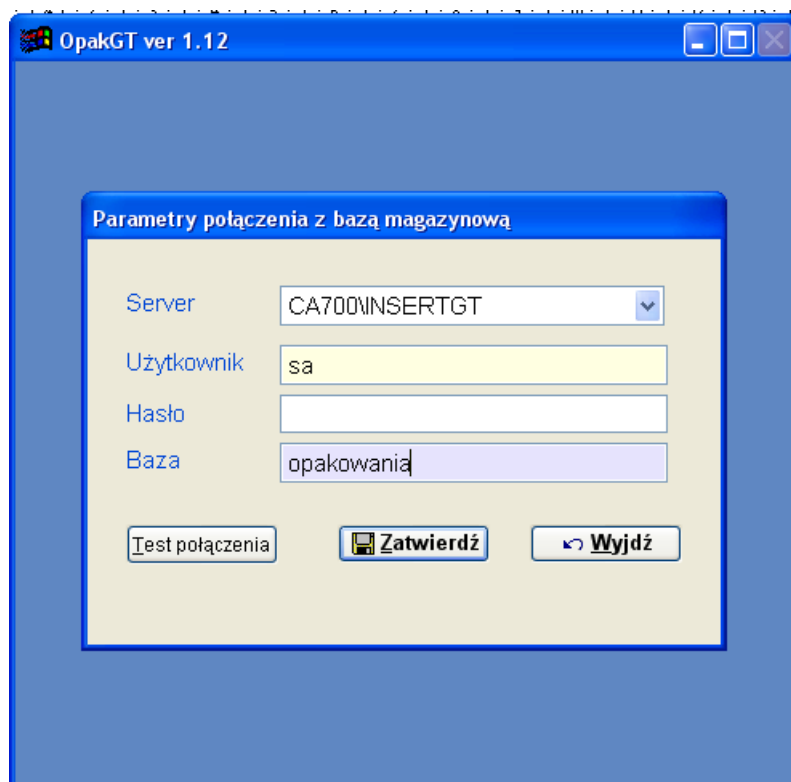 OpakGT ver 1.12
Parametry połączenia z bazą magazynową
Server CA700\INSERTGT
Użytkownik sa
Hasło
Baza opakowania
Test połączenia Zatwierdź Wyjdź